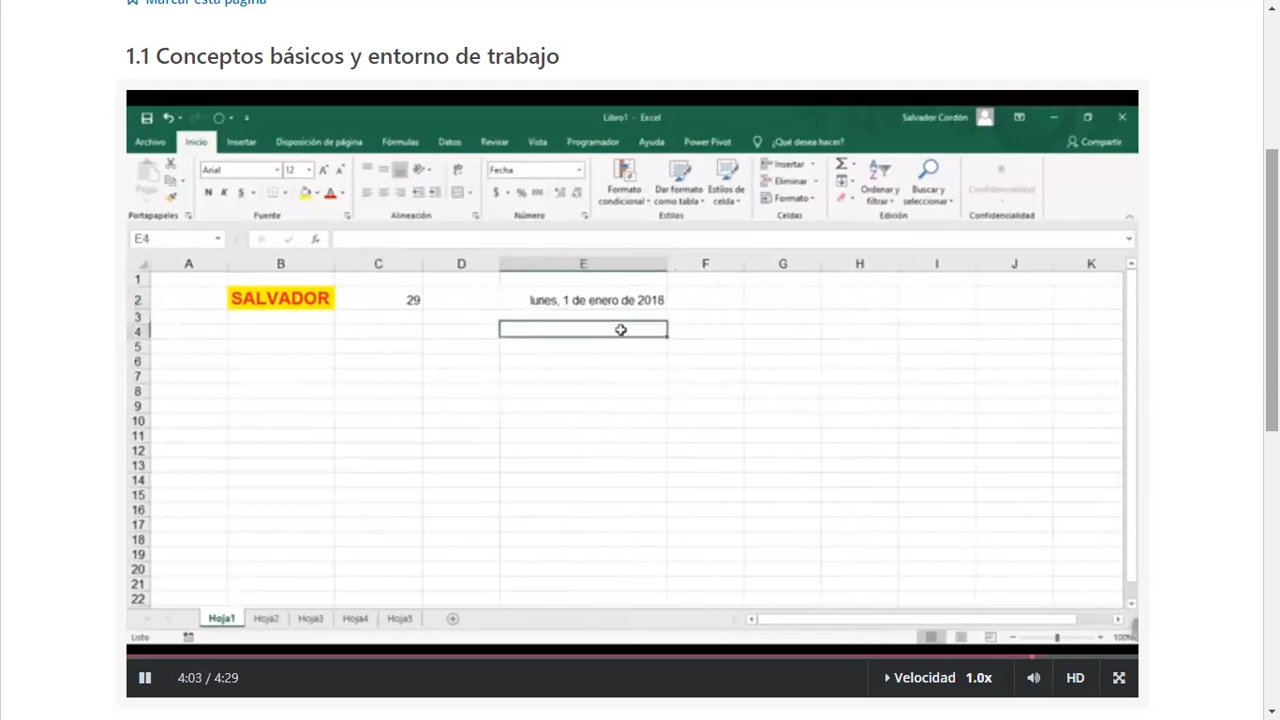 Marcar esta página
1.1 Conceptos básicos y entorno de trabajo
Libro1 - Excel
Salvador Cordón
Archivo Inicio Insertar Disposición de página Fórmulas Datos Revisar Vista Programador Ayuda Power Pivot ¿Qué desea hacer? Compartir
Pegar
Arial 12
N K S
Fecha
$ % 000
Formato condicional
Dar formato como tabla
Estilos de celda
Insertar
Eliminar
Formato
Ordenar y filtrar
Buscar y seleccionar
Confidencialidad
Portapapeles Fuente Alineación Número Estilos Celdas Edición Confidencialidad
E4 fx
A B C D E F G H I J K
1
2 SALVADOR 29 lunes, 1 de enero de 2018
3
4
5
6
7
8
9
10
11
12
13
14
15
16
17
18
19
20
21
22
Hoja1 Hoja2 Hoja3 Hoja4 Hoja5
Listo 100%
4:03 / 4:29 Velocidad 1.0x HD